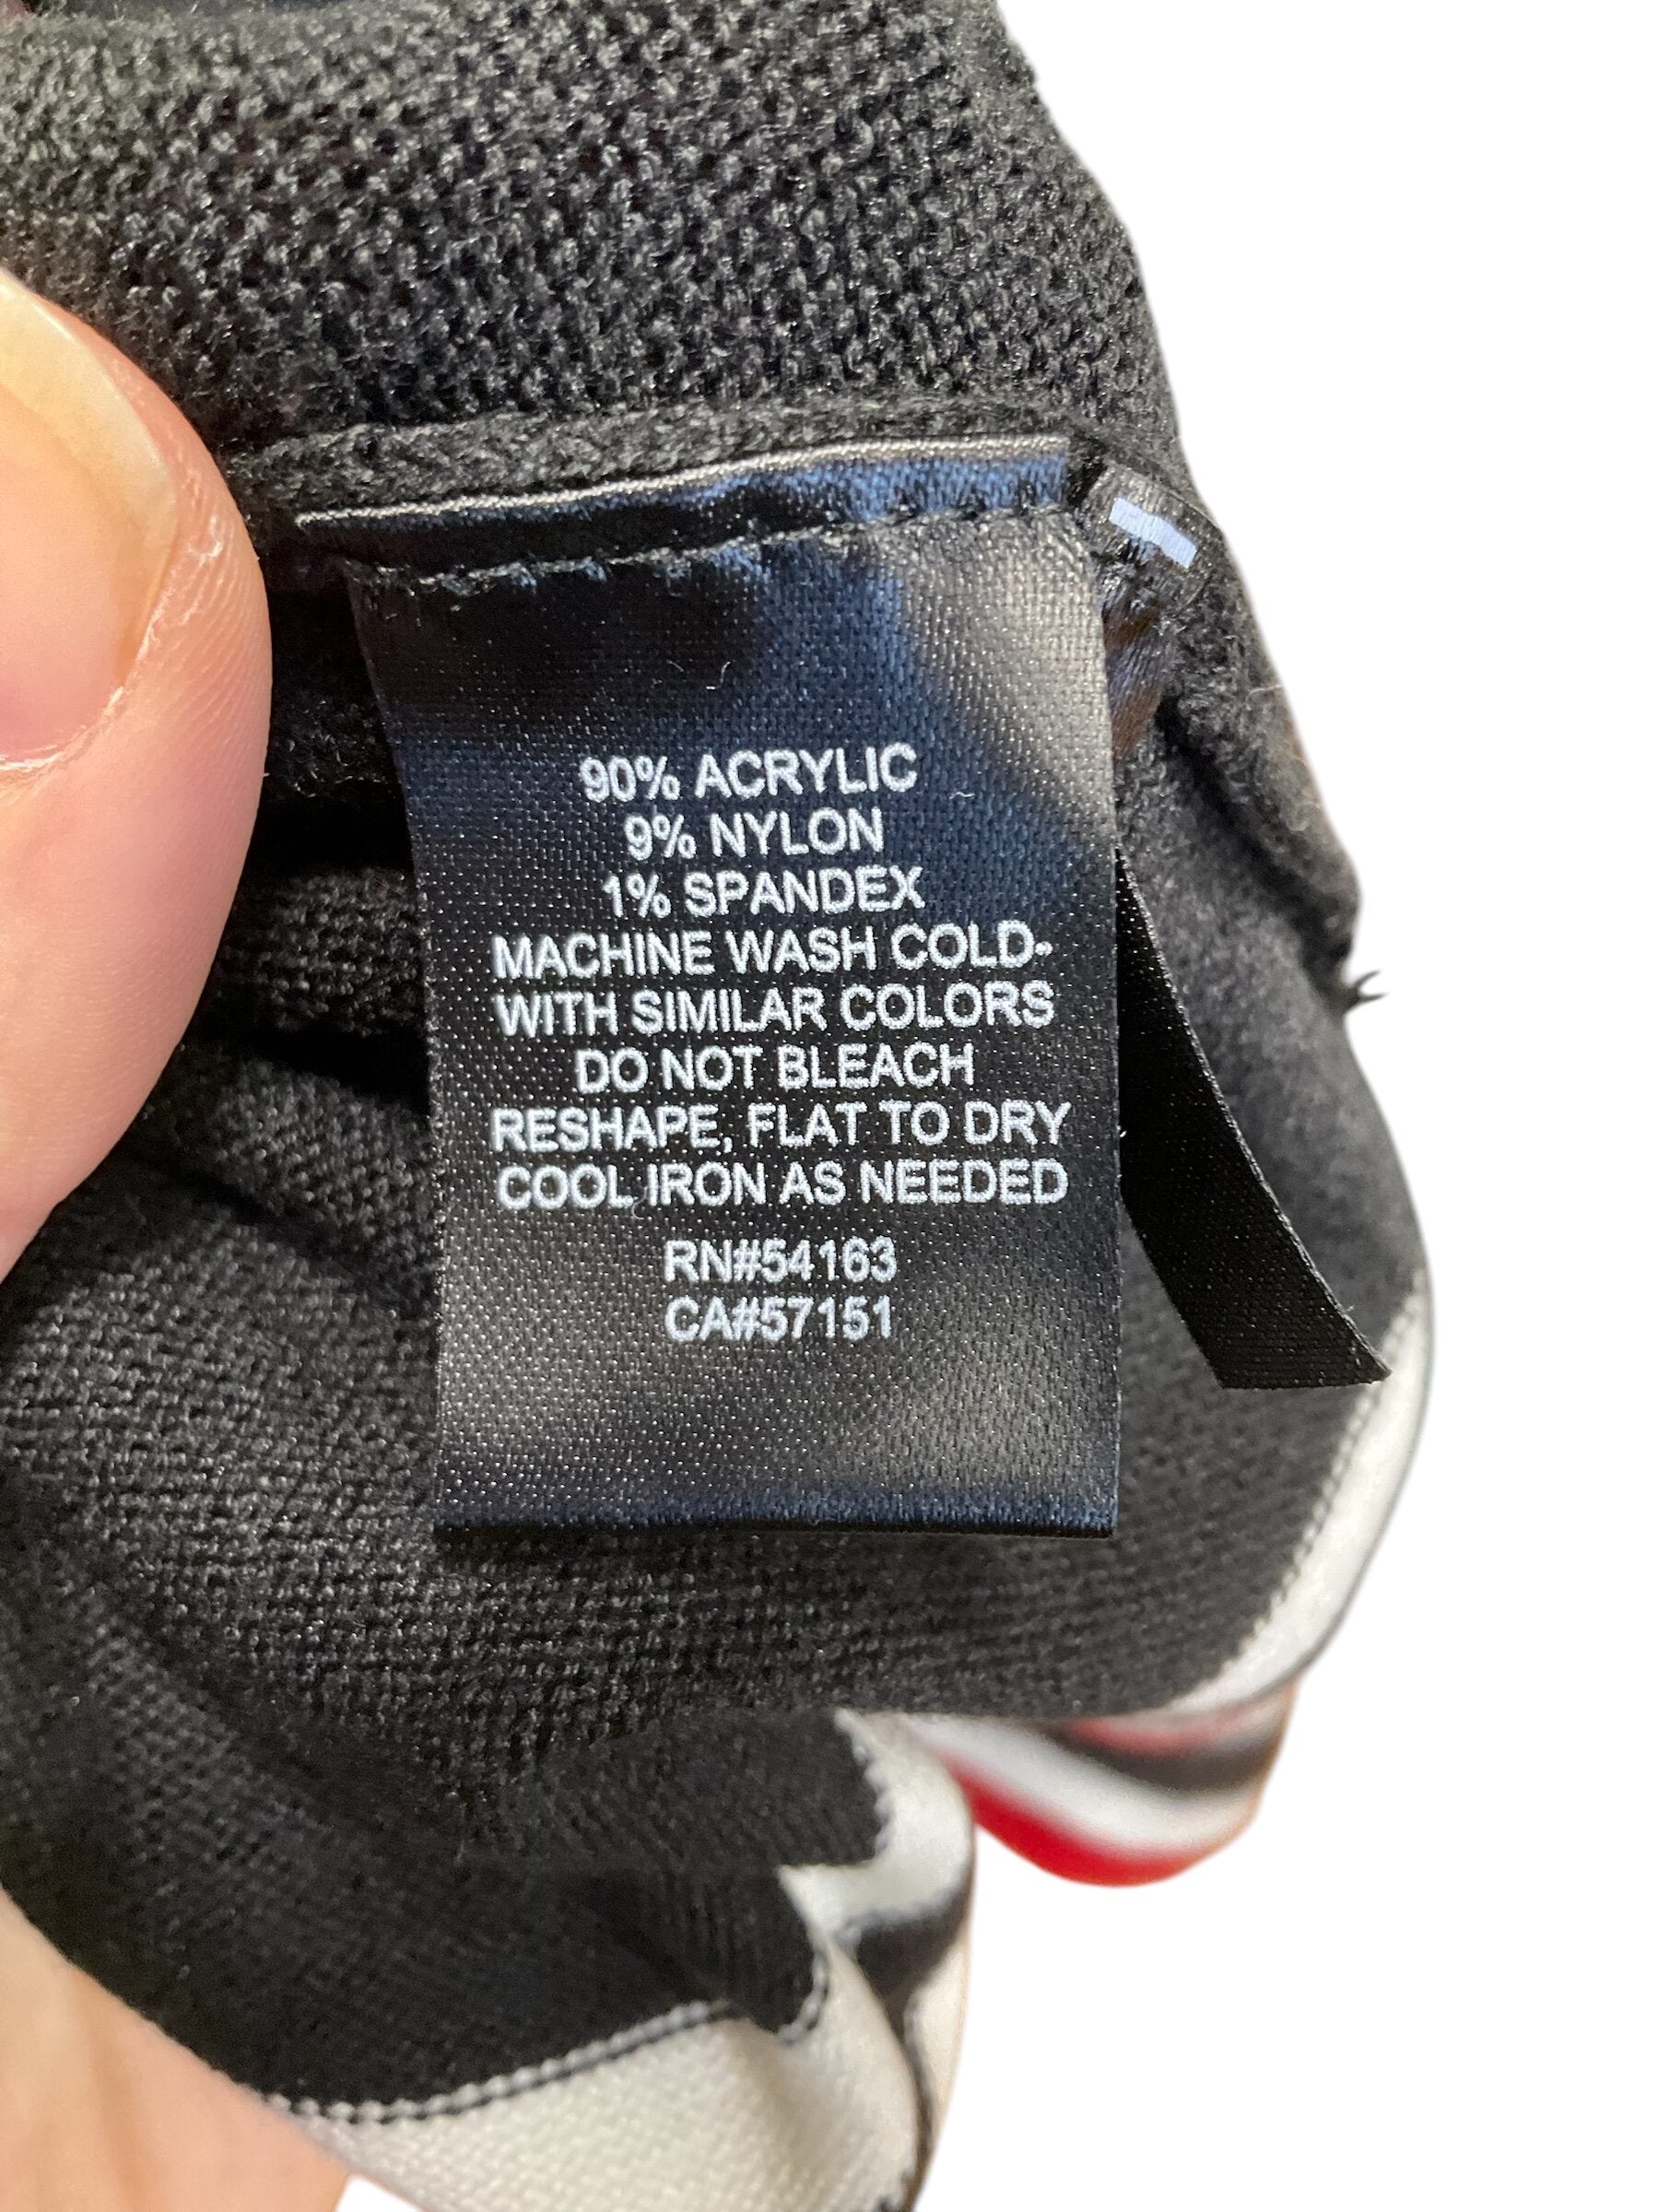 90% ACRYLIC
9% NYLON
1% SPANDEX
MACHINE WASH COLD-
WITH SIMILAR COLORS
DO NOT BLEACH
RESHAPE, FLAT TO DRY
COOL IRON AS NEEDED
RN#54163
CA#57151